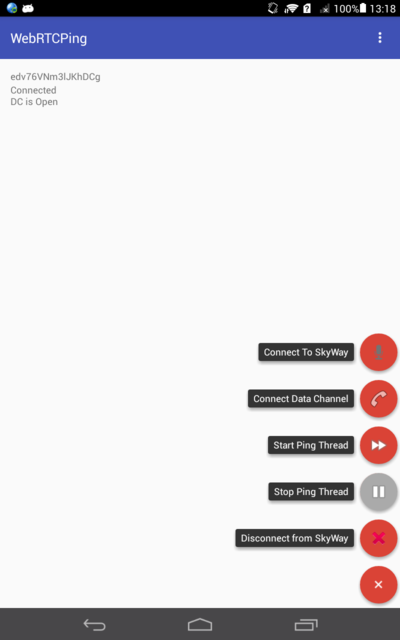 100% 13:18
WebRTCPing
edv76VNm3lJKhDCg
Connected
DC is Open
Connect To SkyWay
Connect Data Channel
Start Ping Thread
Stop Ping Thread
Disconnect from SkyWay